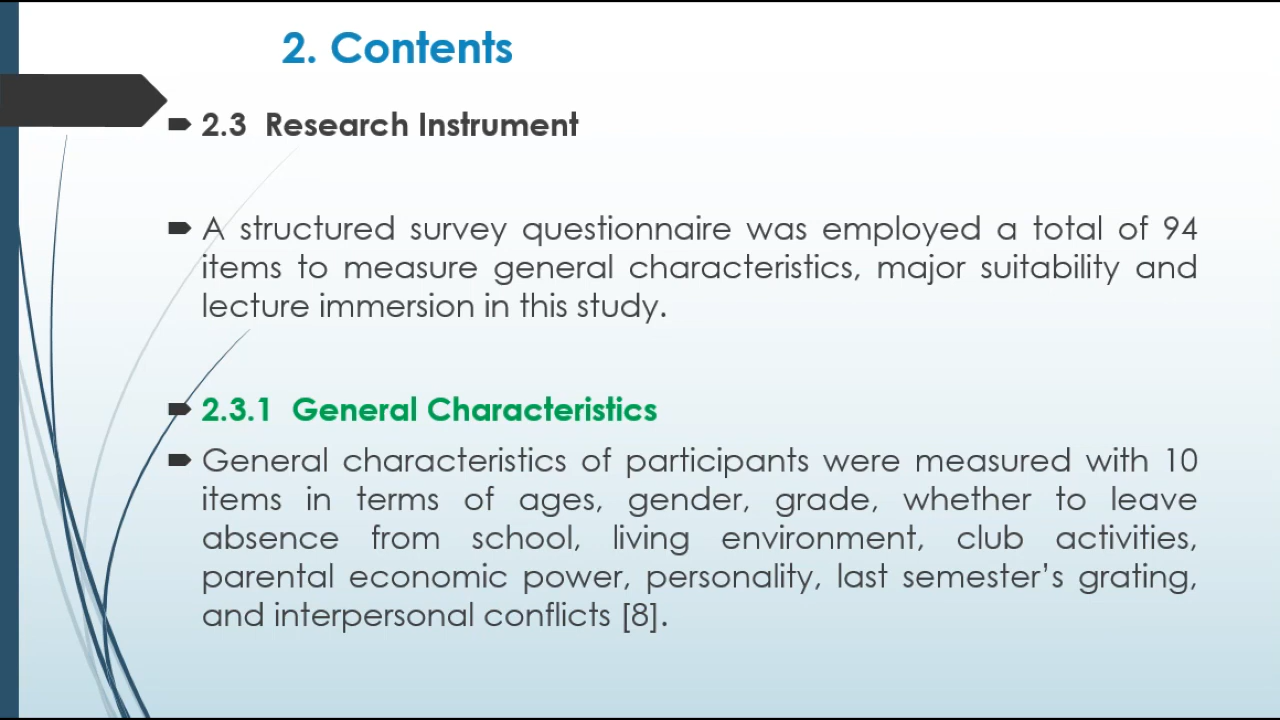 2. Contents
2.3 Research Instrument
A structured survey questionnaire was employed a total of 94
items to measure general characteristics, major suitability and
lecture immersion in this study.
2.3.1 General Characteristics
General characteristics of participants were measured with 10
items in terms of ages, gender, grade, whether to leave
absence from school, living environment, club activities,
parental economic power, personality, last semester's grating,
and interpersonal conflicts [8].